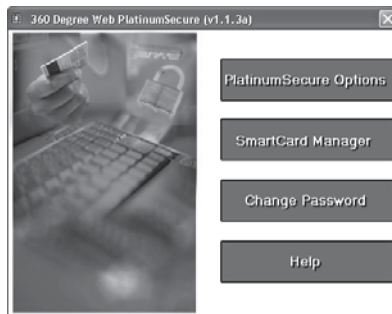 360 Degree Web PlatinumSecure (v1.1.3a)
PlatinumSecure Options
SmartCard Manager
Change Password
Help